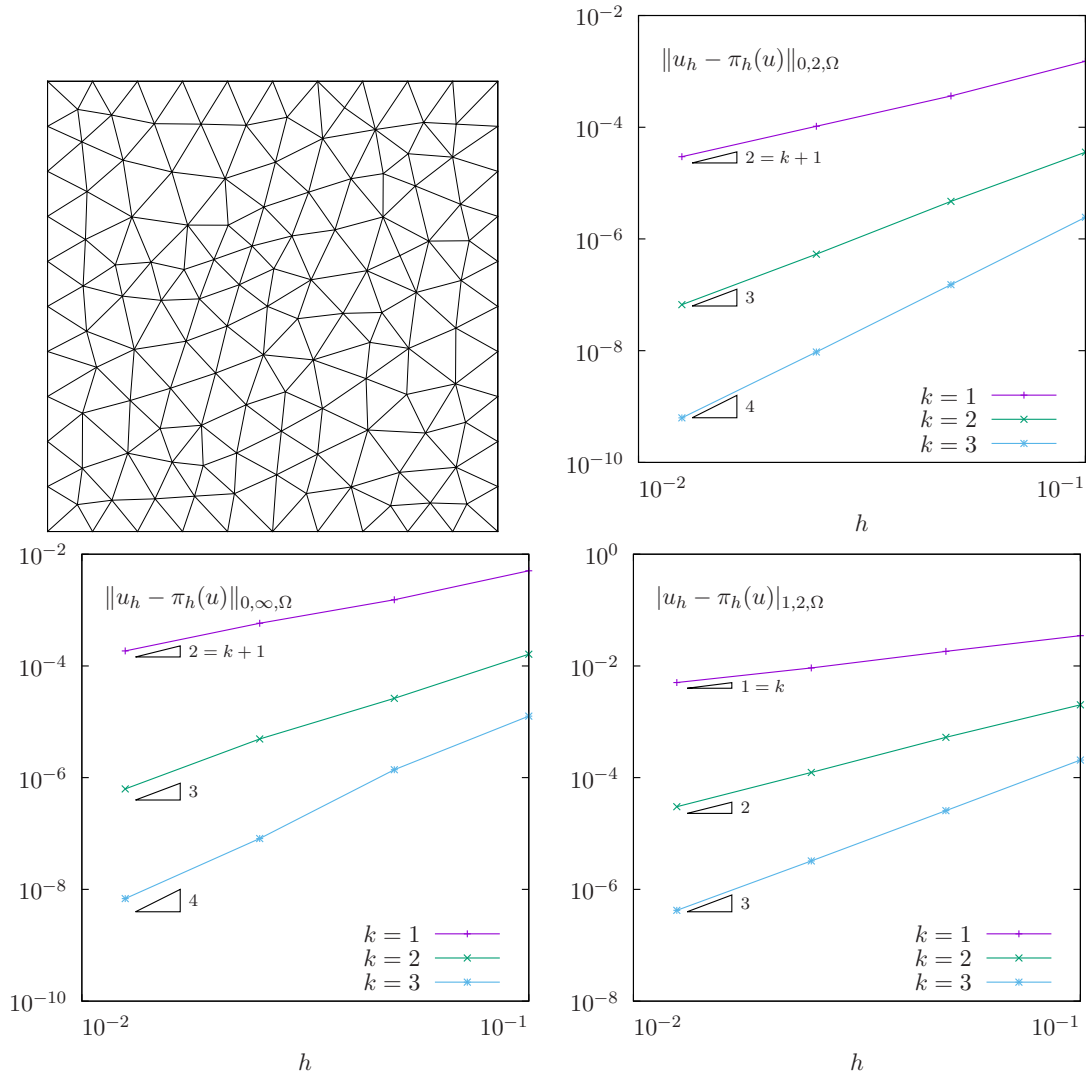 10^{-2}
‖u_h − π_h(u)‖_{0,2,Ω}
10^{-4}
2 = k + 1
10^{-6}
3
10^{-8}
4
k = 1
k = 2
k = 3
10^{-10}
10^{-2}
10^{-1}
h
10^{-2}
‖u_h − π_h(u)‖_{0,∞,Ω}
2 = k + 1
10^{-4}
10^{-6}
3
10^{-8}
4
k = 1
k = 2
k = 3
10^{-10}
10^{-2}
10^{-1}
h
10^{0}
|u_h − π_h(u)|_{1,2,Ω}
10^{-2}
1 = k
10^{-4}
2
10^{-6}
3
k = 1
k = 2
k = 3
10^{-8}
10^{-2}
10^{-1}
h